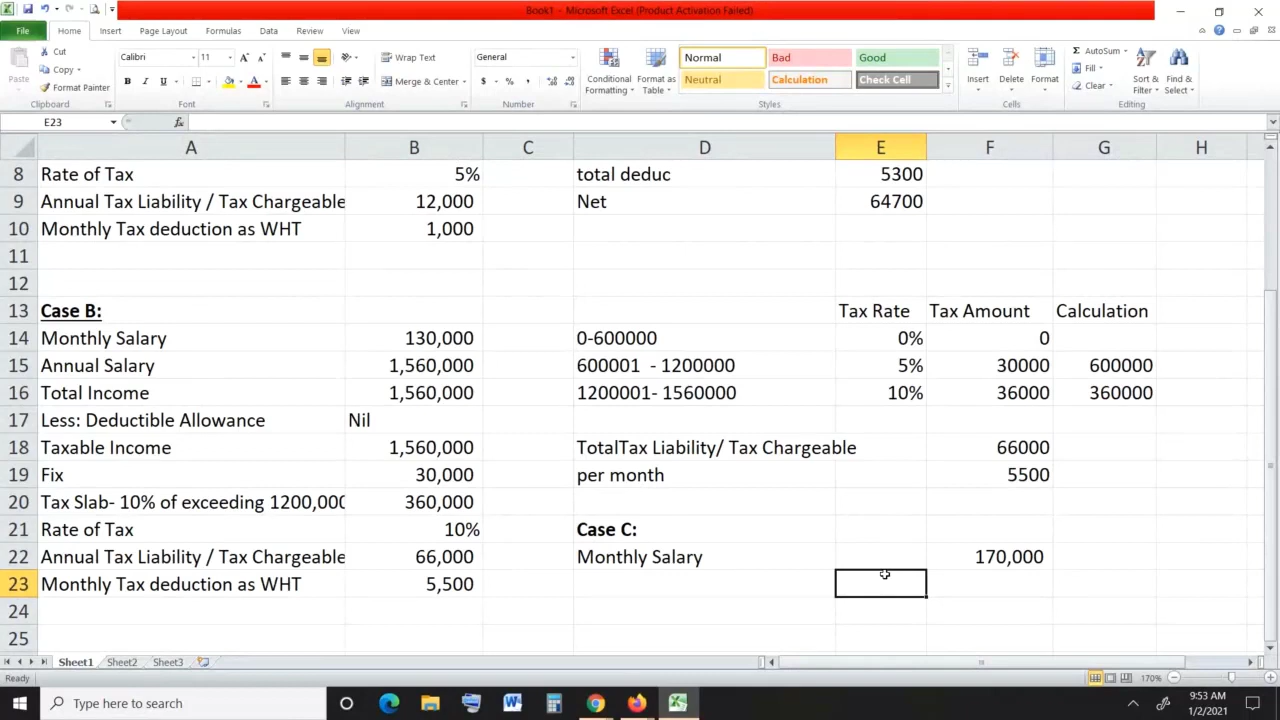 Book1 - Microsoft Excel (Product Activation Failed)
File Home Insert Page Layout Formulas Data Review View
Paste Cut Copy Format Painter Clipboard
Calibri 11 Font
Wrap Text Merge & Center Alignment
General Number
Conditional Formatting Format as Table Normal Bad Good Neutral Calculation Check Cell Styles
Insert Delete Format Cells
AutoSum Fill Clear Sort & Filter Find & Select Editing
E23 fx
A B C D E F G H
8 Rate of Tax 5% total deduc 5300
9 Annual Tax Liability / Tax Chargeable 12,000 Net 64700
10 Monthly Tax deduction as WHT 1,000
11
12
13 Case B: Tax Rate Tax Amount Calculation
14 Monthly Salary 130,000 0-600000 0% 0
15 Annual Salary 1,560,000 600001 - 1200000 5% 30000 600000
16 Total Income 1,560,000 1200001- 1560000 10% 36000 360000
17 Less: Deductible Allowance Nil
18 Taxable Income 1,560,000 TotalTax Liability/ Tax Chargeable 66000
19 Fix 30,000 per month 5500
20 Tax Slab- 10% of exceeding 1200,000 360,000
21 Rate of Tax 10% Case C:
22 Annual Tax Liability / Tax Chargeable 66,000 Monthly Salary 170,000
23 Monthly Tax deduction as WHT 5,500
24
25
Sheet1 Sheet2 Sheet3
Ready 170%
Type here to search 9:53 AM
1/2/2021